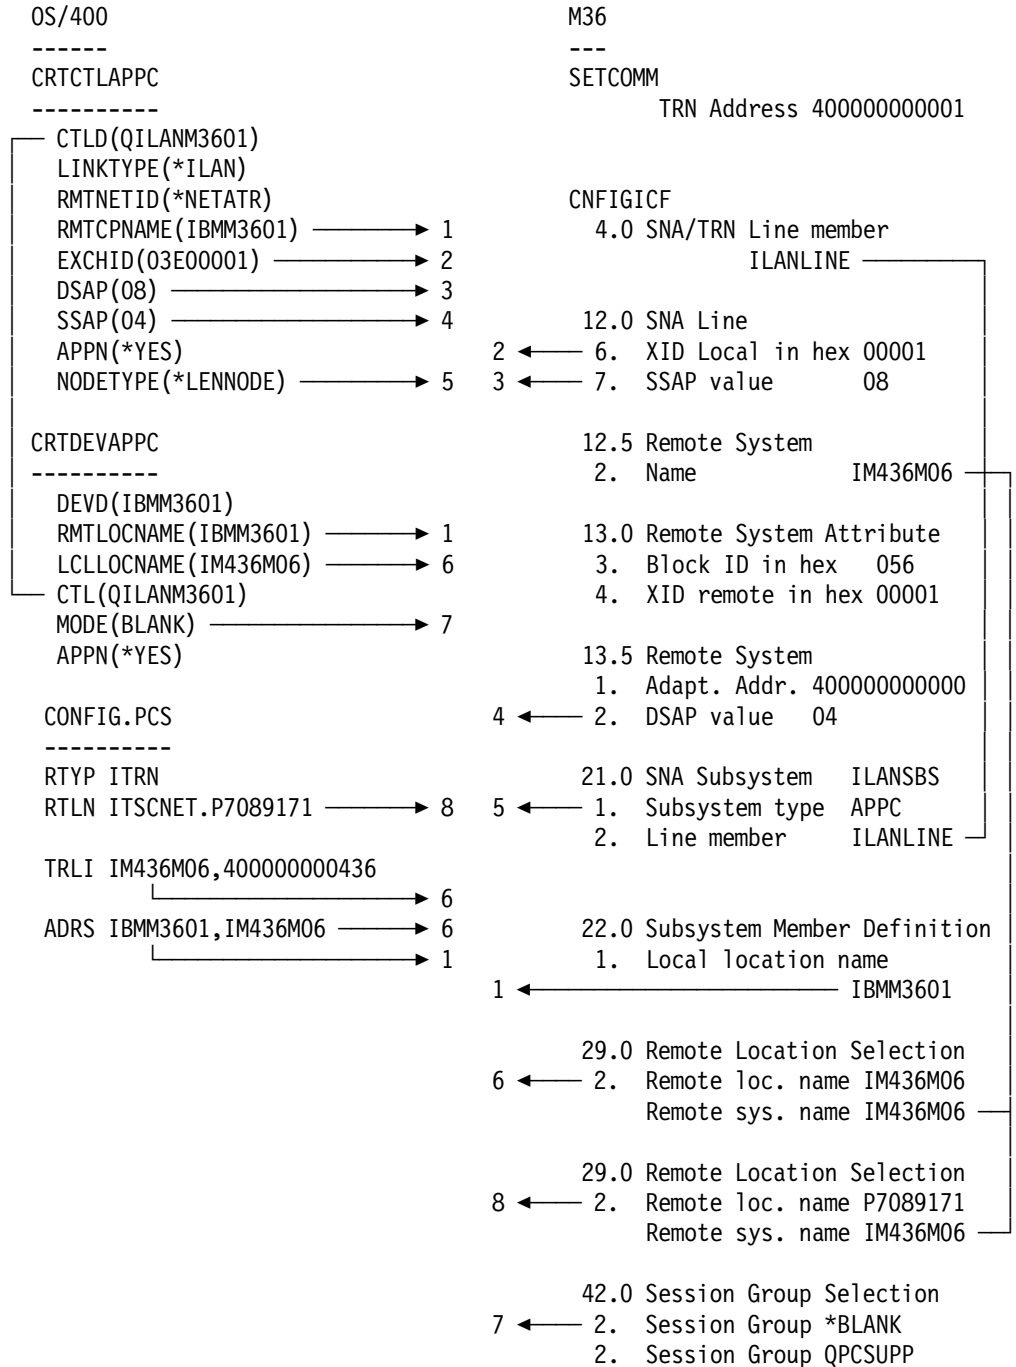 OS/400 M36
------ ---
CRTCTLAPPC SETCOMM
---------- TRN Address 400000000001
CTLD(QILANM3601)
LINKTYPE(*ILAN)
RMTNETID(*NETATR) CNFIGICF
RMTCPNAME(IBMM3601) 1 4.0 SNA/TRN Line member
EXCHID(03E00001) 2 ILANLINE
DSAP(08) 3
SSAP(04) 4 12.0 SNA Line
APPN(*YES) 2 6. XID Local in hex 00001
NODETYPE(*LENNODE) 5 3 7. SSAP value 08
CRTDEVAPPC 12.5 Remote System
---------- 2. Name IM436M06
DEVD(IBMM3601)
RMTLOCNAME(IBMM3601) 1 13.0 Remote System Attribute
LCLLOCNAME(IM436M06) 6 3. Block ID in hex 056
CTL(QILANM3601) 4. XID remote in hex 00001
MODE(BLANK) 7
APPN(*YES) 13.5 Remote System
1. Adapt. Addr. 400000000000
CONFIG.PCS 4 2. DSAP value 04
----------
RTYP ITRN 21.0 SNA Subsystem ILANSBS
RTLN ITSCNET.P7089171 8 5 1. Subsystem type APPC
2. Line member ILANLINE
TRLI IM436M06,400000000436
6
ADRS IBMM3601,IM436M06 6 22.0 Subsystem Member Definition
1 1. Local location name
1 IBMM3601
29.0 Remote Location Selection
6 2. Remote loc. name IM436M06
Remote sys. name IM436M06
29.0 Remote Location Selection
8 2. Remote loc. name P7089171
Remote sys. name IM436M06
42.0 Session Group Selection
7 2. Session Group *BLANK
2. Session Group QPCSUPP